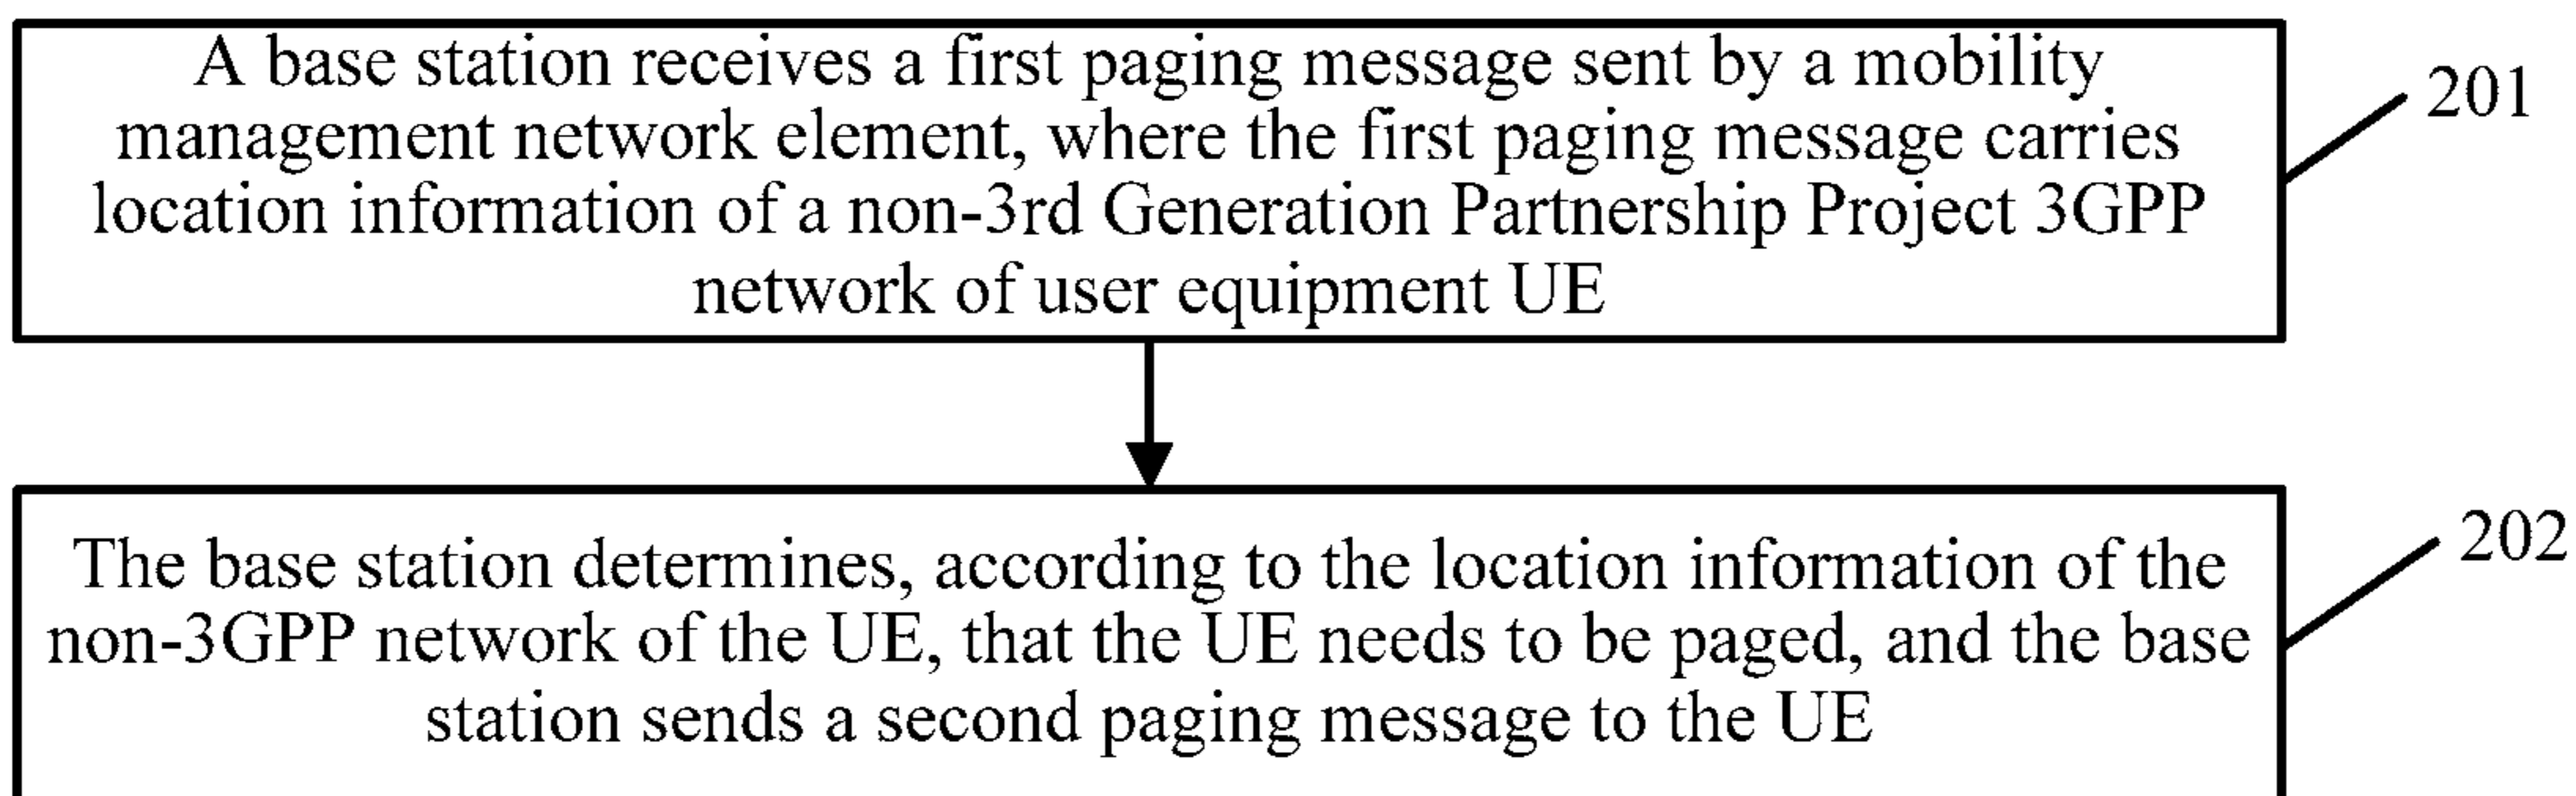 A base station receives a first paging message sent by a mobility
management network element, where the first paging message carries
location information of a non-3rd Generation Partnership Project 3GPP
network of user equipment UE
201
The base station determines, according to the location information of the
non-3GPP network of the UE, that the UE needs to be paged, and the base
station sends a second paging message to the UE
202